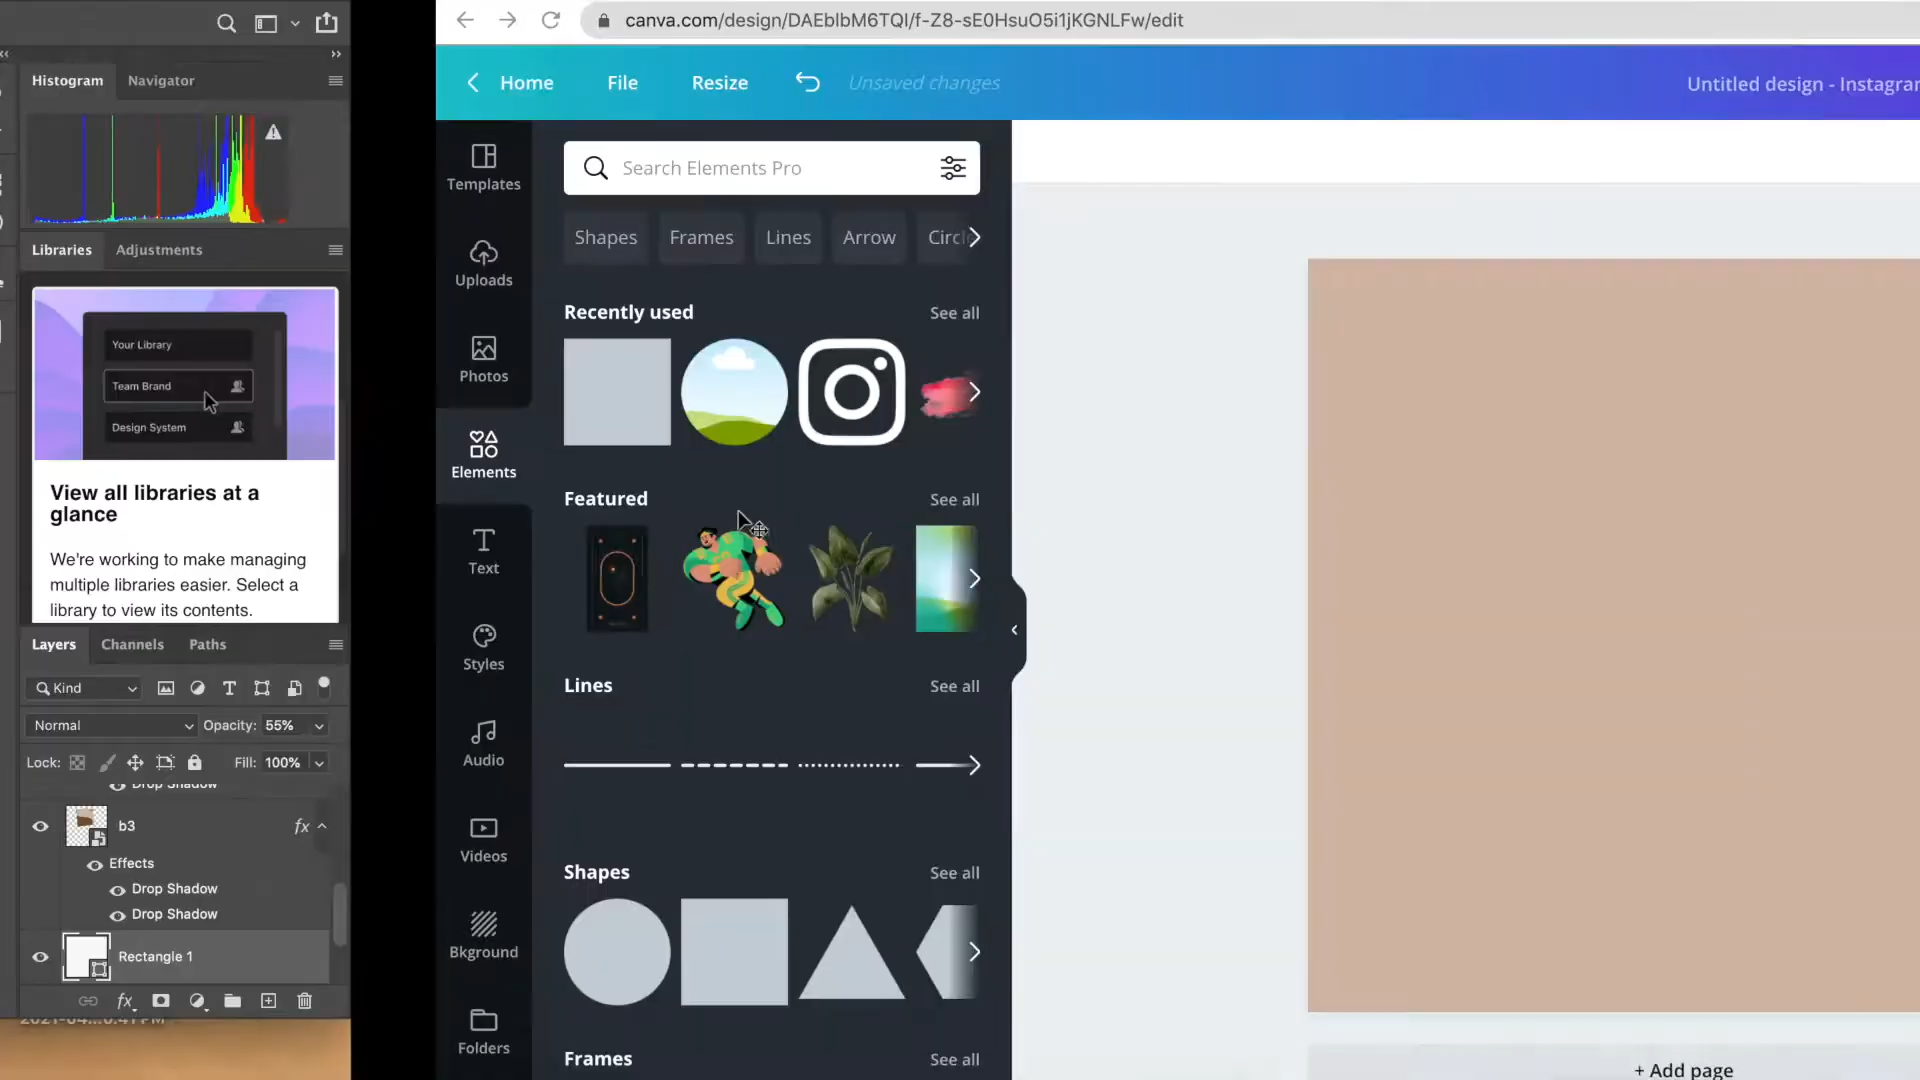 Histogram
Navigator
Libraries
Adjustments
Your Library
Team Brand
Design System
View all libraries at a
glance
We're working to make managing
multiple libraries easier. Select a
library to view its contents.
Layers
Channels
Paths
Kind
Normal
Opacity: 55%
Lock:
Fill: 100%
Drop Shadow
b3
fx
Effects
Drop Shadow
Drop Shadow
Rectangle 1
fx
canva.com/design/DAEblbM6TQI/f-Z8-sE0HsuO5i1jKGNLFw/edit
Home
File
Resize
Unsaved changes
Untitled design - Instagram
Templates
Uploads
Photos
Elements
Text
Styles
Audio
Videos
Bkground
Folders
Search Elements Pro
Shapes
Frames
Lines
Arrow
Circl
Recently used
See all
Featured
See all
Lines
See all
Shapes
See all
Frames
See all
+ Add page